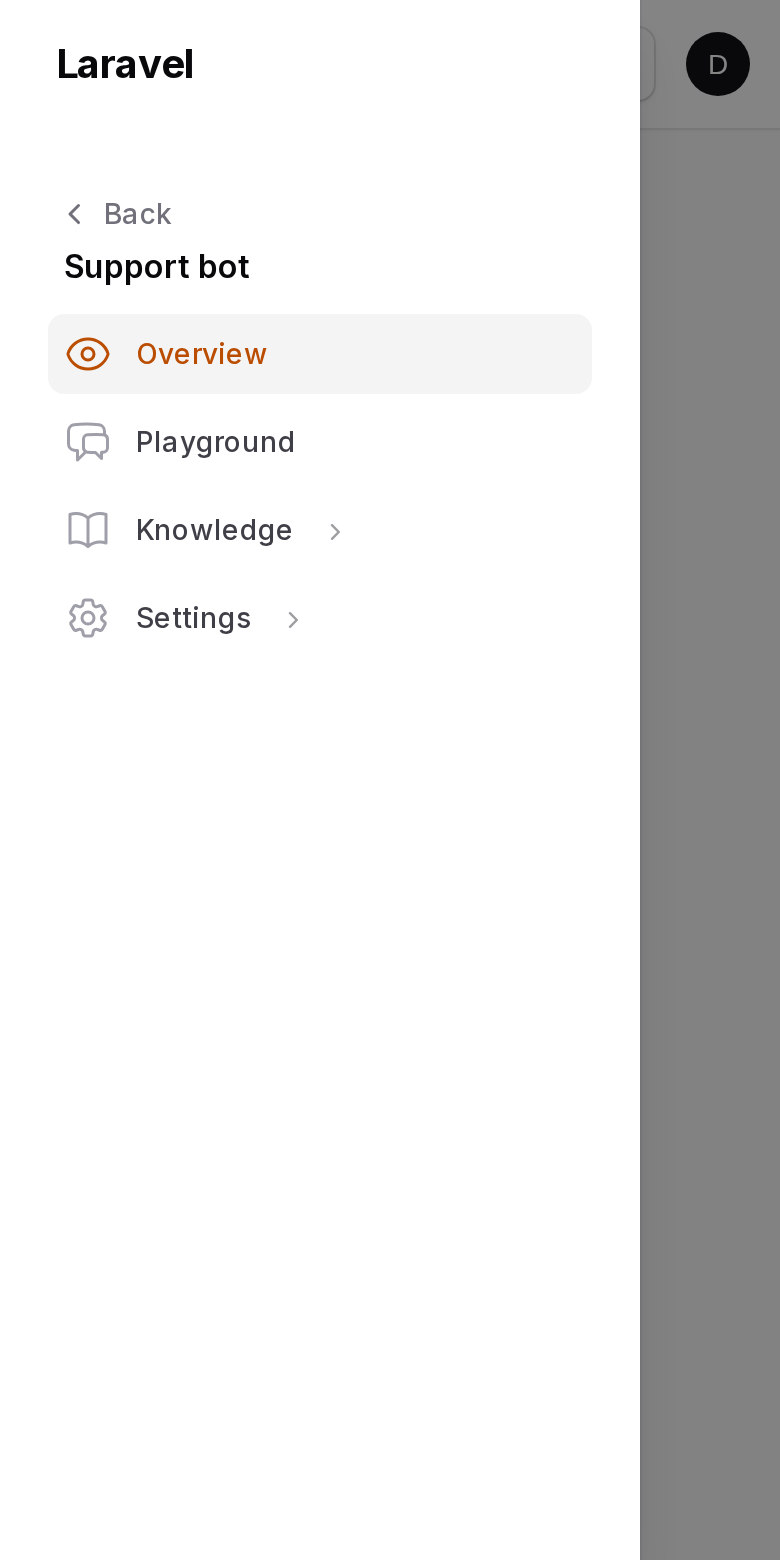 Laravel
D
Back
Support bot
Overview
Playground
Knowledge
Settings